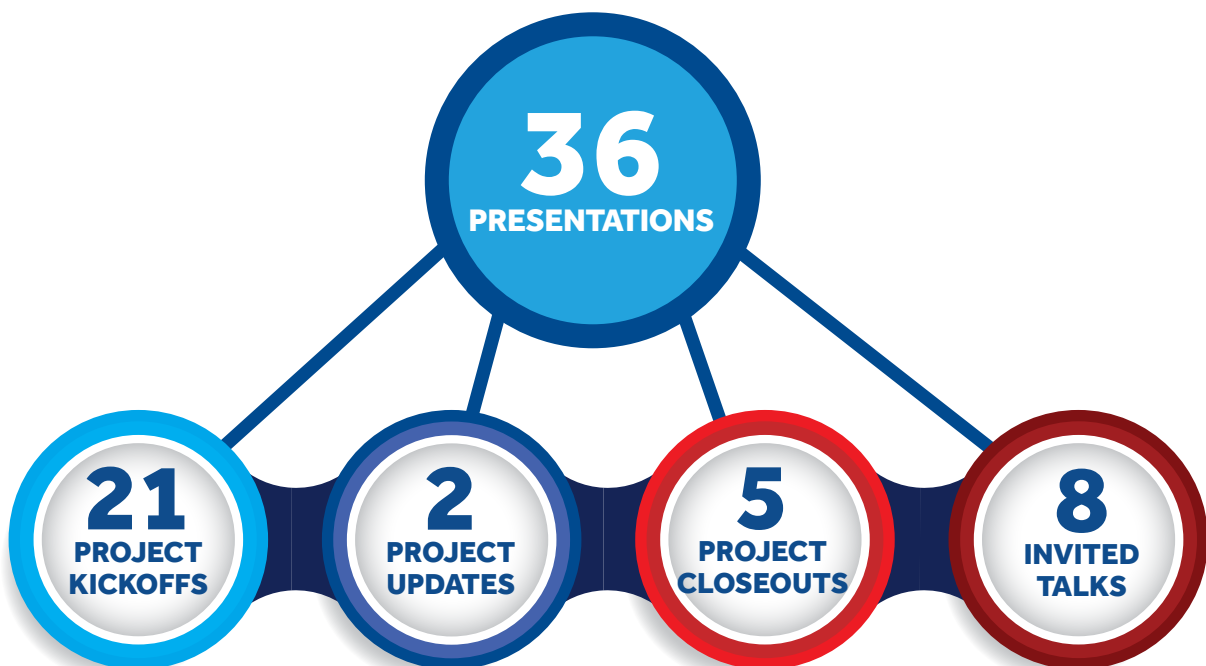 36
PRESENTATIONS
21
PROJECT
KICKOFFS
2
PROJECT
UPDATES
5
PROJECT
CLOSEOUTS
8
INVITED
TALKS